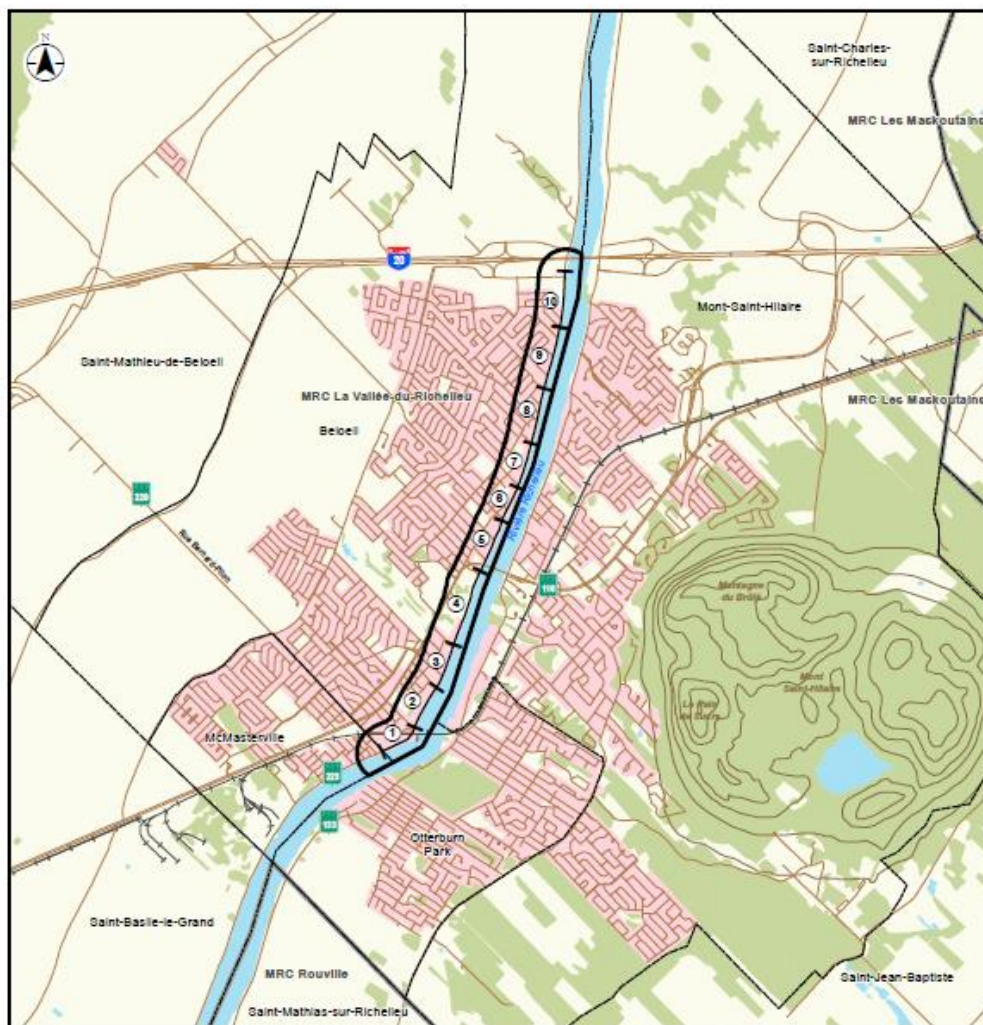 N
Saint-Charles-
sur-Richelieu
MRC Les Maskoutains
20
10
Mont-Saint-Hilaire
9
Saint-Mathieu-de-Beloeil
MRC La Vallée-du-Richelieu
MRC Les Maskoutains
8
Beloeil
7
Rivière Richelieu
6
5
116
Montagne
du Brûlé
4
3
Mont
Saint-Hilaire
2
1
McMasterville
223
133
Otterburn
Park
Saint-Basile-le-Grand
MRC Rouville
Saint-Jean-Baptiste
Saint-Mathias-sur-Richelieu